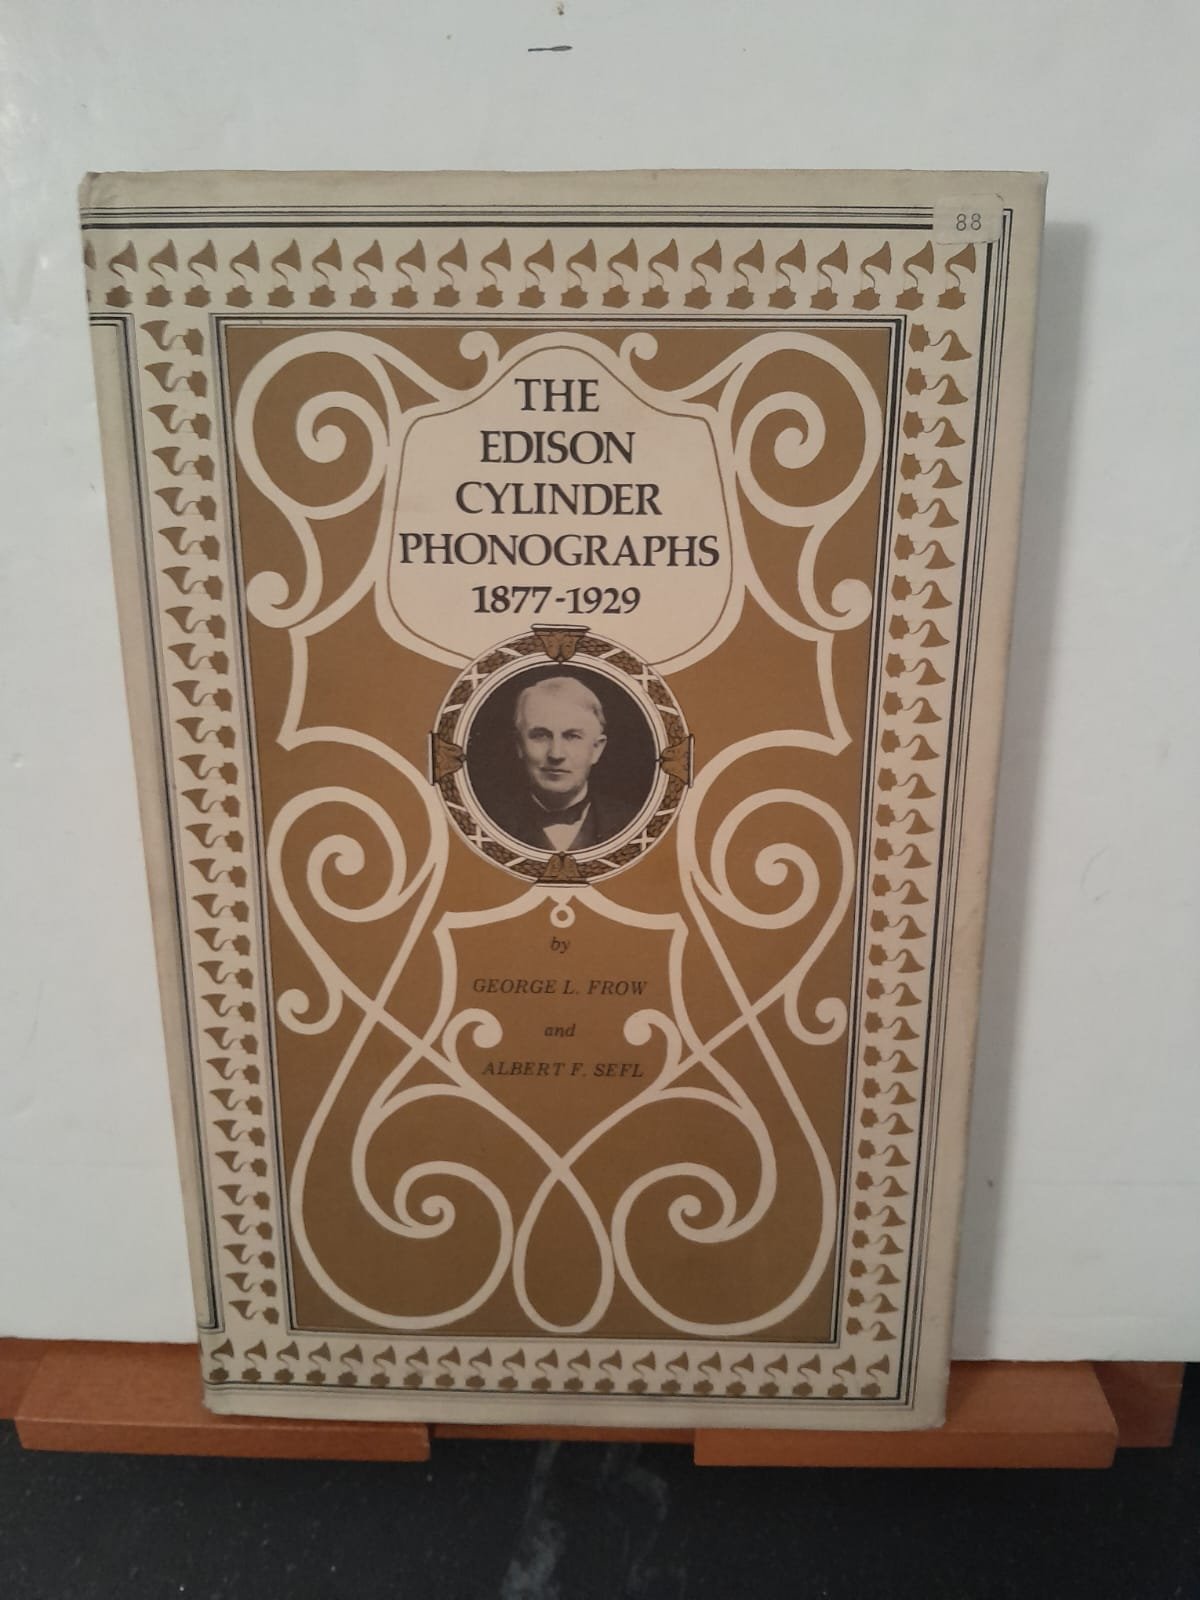 88
THE
EDISON
CYLINDER
PHONOGRAPHS
1877-1929
by
GEORGE L. FROW
and
ALBERT F. SEFL